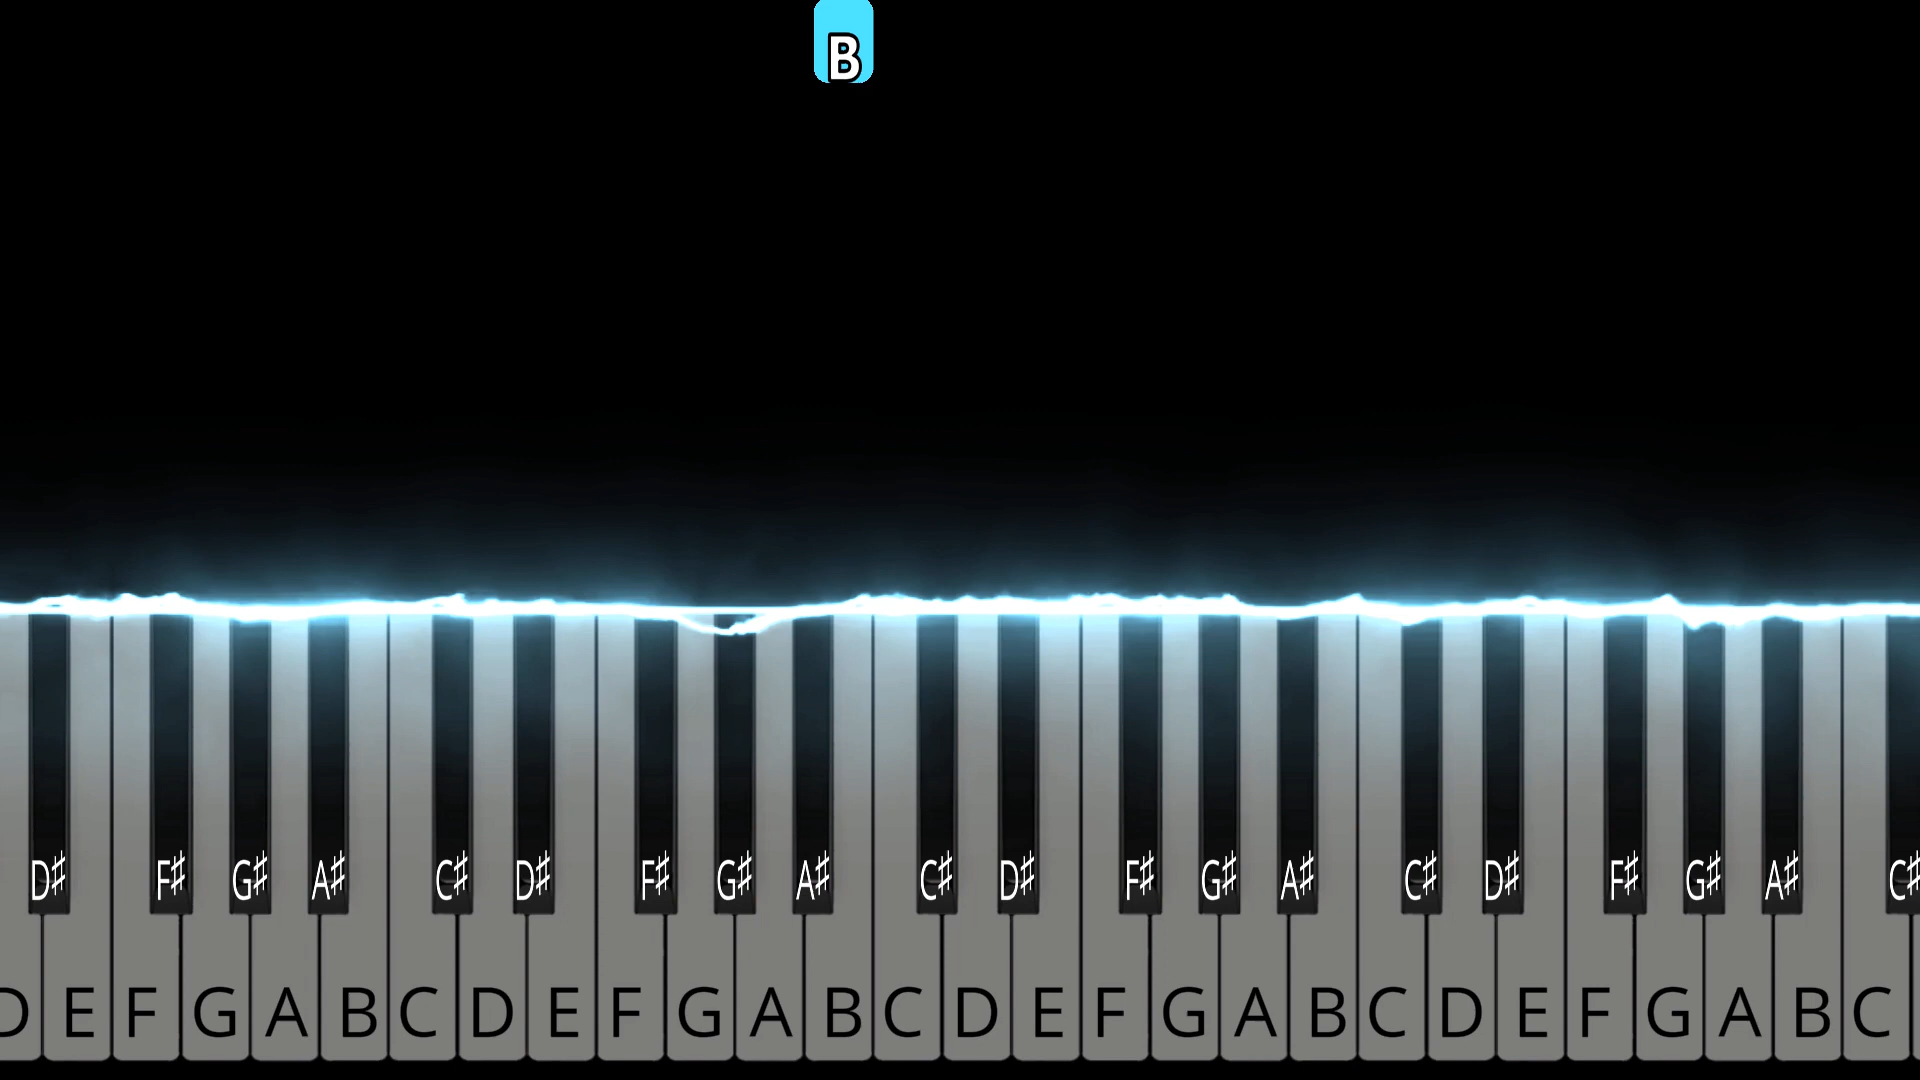 B
D♯ F♯ G♯ A♯ C♯ D♯ F♯ G♯ A♯ C♯ D♯ F♯ G♯ A♯ C♯ D♯ F♯ G♯ A♯ C♯
D E F G A B C D E F G A B C D E F G A B C D E F G A B C